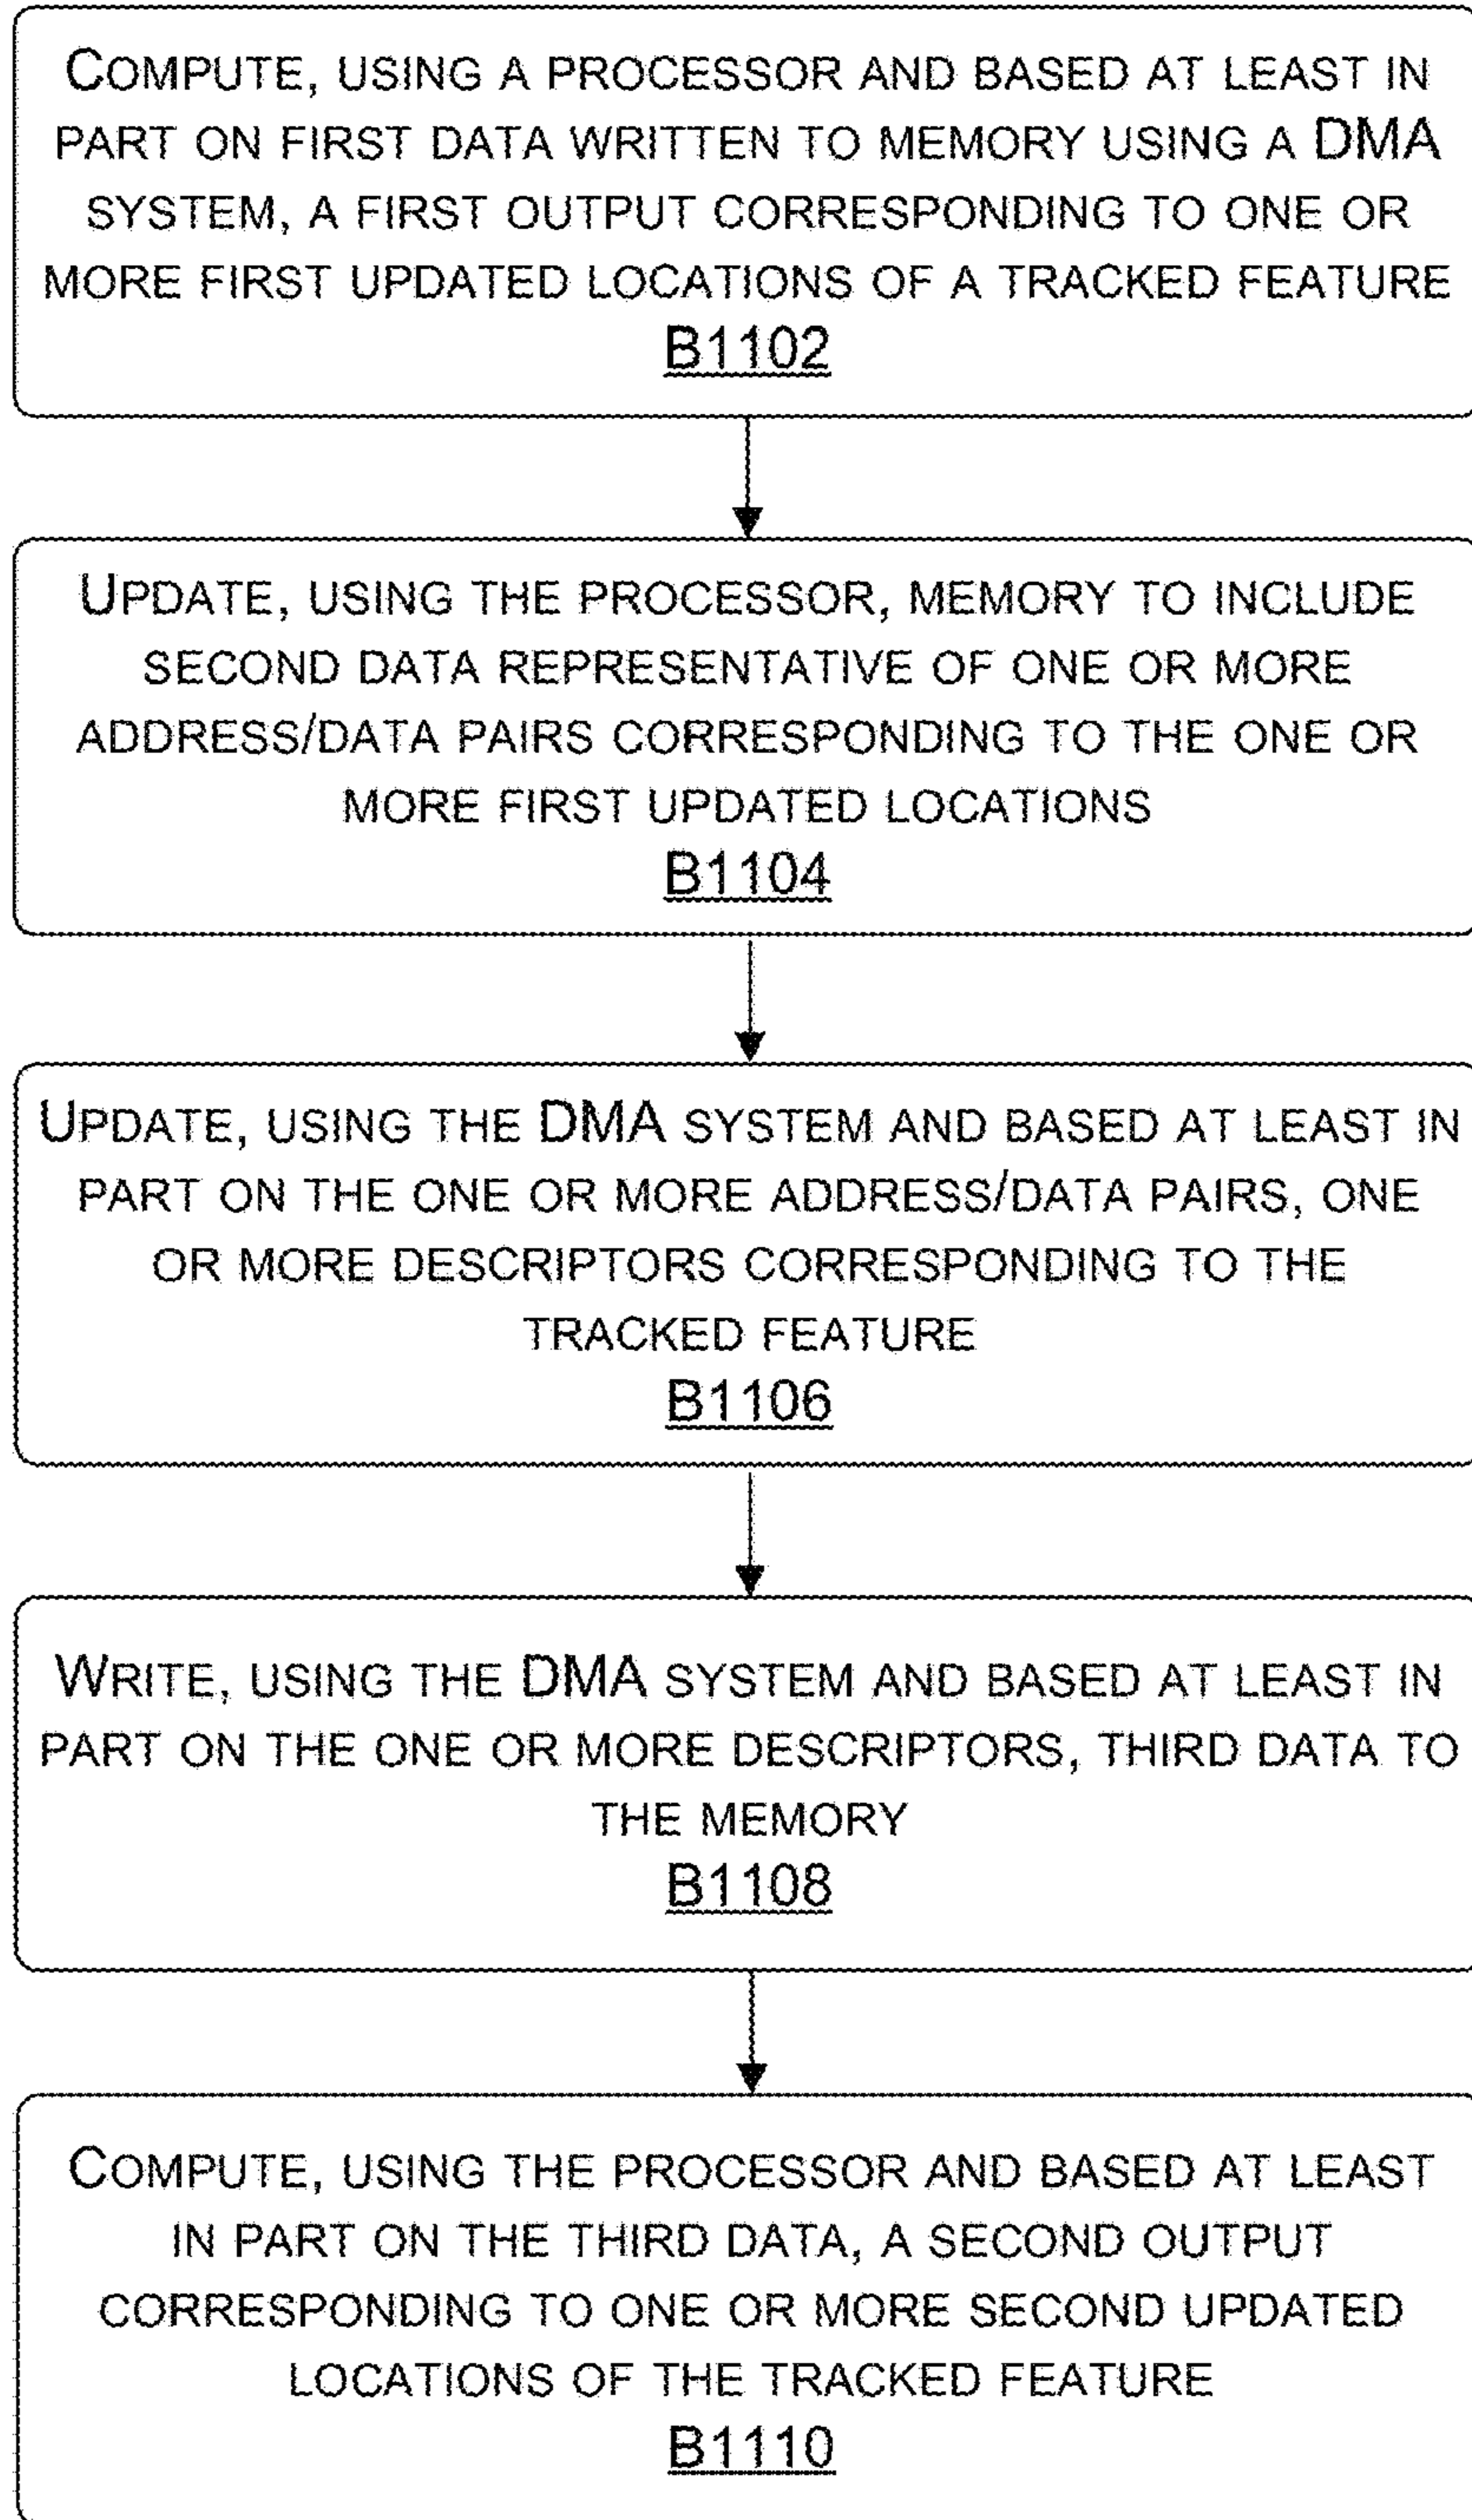 COMPUTE, USING A PROCESSOR AND BASED AT LEAST IN
PART ON FIRST DATA WRITTEN TO MEMORY USING A DMA
SYSTEM, A FIRST OUTPUT CORRESPONDING TO ONE OR
MORE FIRST UPDATED LOCATIONS OF A TRACKED FEATURE
B1102
UPDATE, USING THE PROCESSOR, MEMORY TO INCLUDE
SECOND DATA REPRESENTATIVE OF ONE OR MORE
ADDRESS/DATA PAIRS CORRESPONDING TO THE ONE OR
MORE FIRST UPDATED LOCATIONS
B1104
UPDATE, USING THE DMA SYSTEM AND BASED AT LEAST IN
PART ON THE ONE OR MORE ADDRESS/DATA PAIRS, ONE
OR MORE DESCRIPTORS CORRESPONDING TO THE
TRACKED FEATURE
B1106
WRITE, USING THE DMA SYSTEM AND BASED AT LEAST IN
PART ON THE ONE OR MORE DESCRIPTORS, THIRD DATA TO
THE MEMORY
B1108
COMPUTE, USING THE PROCESSOR AND BASED AT LEAST
IN PART ON THE THIRD DATA, A SECOND OUTPUT
CORRESPONDING TO ONE OR MORE SECOND UPDATED
LOCATIONS OF THE TRACKED FEATURE
B1110